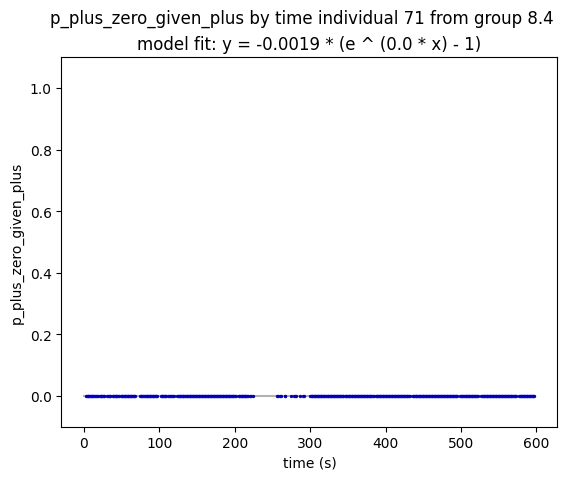 p_plus_zero_given_plus by time individual 71 from group 8.4
model fit: y = -0.0019 * (e ^ (0.0 * x) - 1)
1.0
0.8
0.6
0.4
0.2
0.0
p_plus_zero_given_plus
0 100 200 300 400 500 600
time (s)